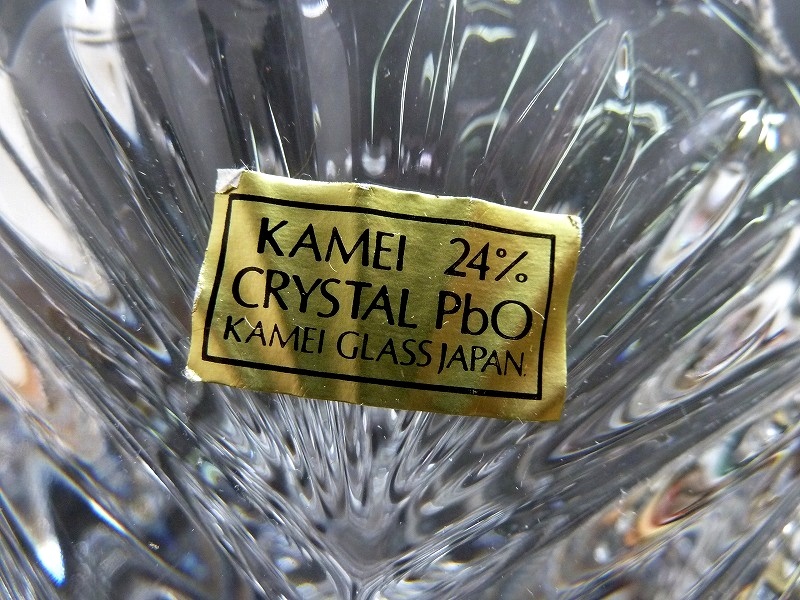 KAMEI 24%
CRYSTAL PbO
KAMEI GLASS JAPAN